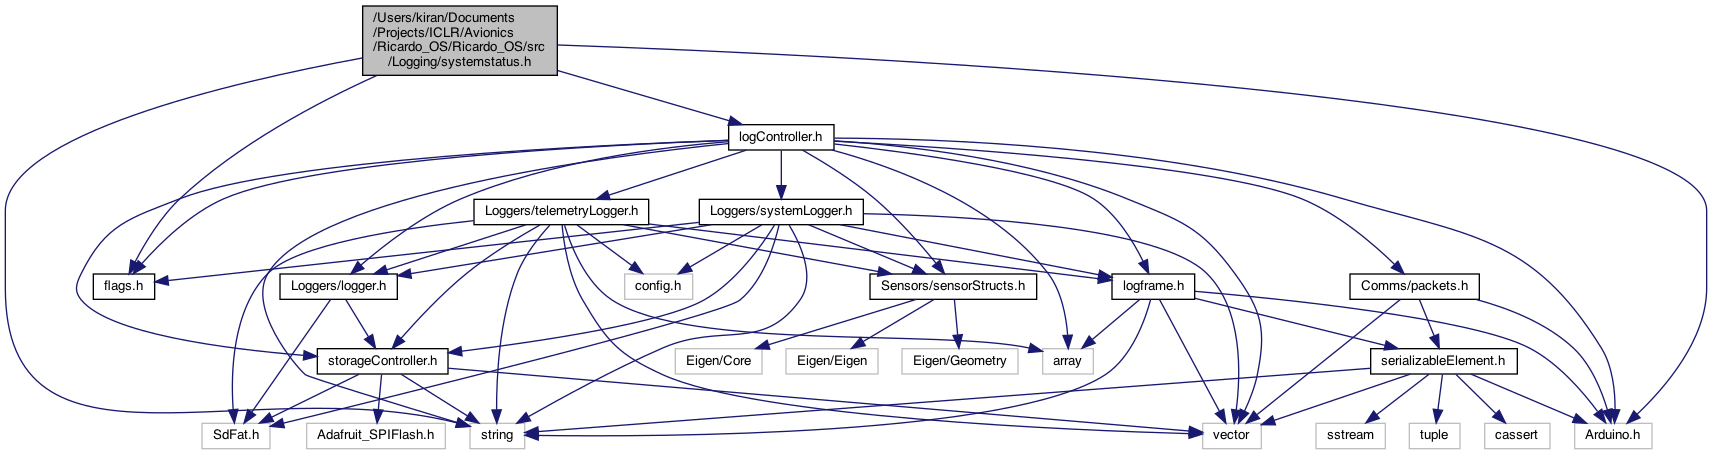 /Users/kiran/Documents
/Projects/ICLR/Avionics
/Ricardo_OS/Ricardo_OS/src
/Logging/systemstatus.h
logController.h
Loggers/telemetryLogger.h
Loggers/systemLogger.h
flags.h
Loggers/logger.h
config.h
Sensors/sensorStructs.h
logframe.h
Comms/packets.h
storageController.h
Eigen/Core
Eigen/Eigen
Eigen/Geometry
array
serializableElement.h
SdFat.h
Adafruit_SPIFlash.h
string
vector
sstream
tuple
cassert
Arduino.h